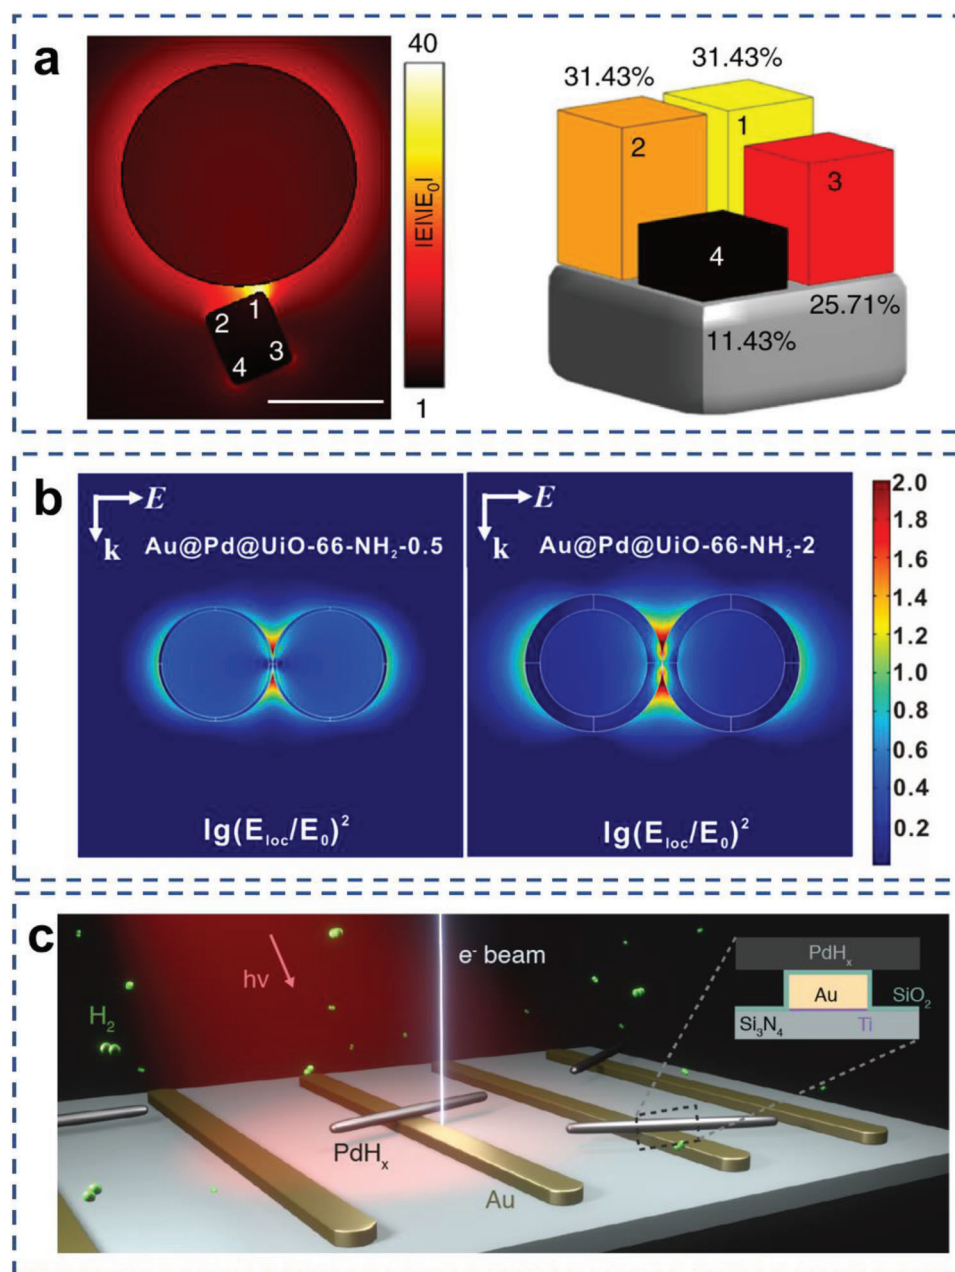 a
40
|E|\|E₀|
1
1
2
3
4
31.43%
31.43%
1
2
3
4
25.71%
11.43%
b
E
k
Au@Pd@UiO-66-NH₂-0.5
lg(E_loc/E₀)²
E
k
Au@Pd@UiO-66-NH₂-2
lg(E_loc/E₀)²
2.0
1.8
1.6
1.4
1.2
1.0
0.8
0.6
0.4
0.2
c
hν
e⁻ beam
H₂
PdHₓ
Au
PdHₓ
Au
SiO₂
Si₃N₄
Ti